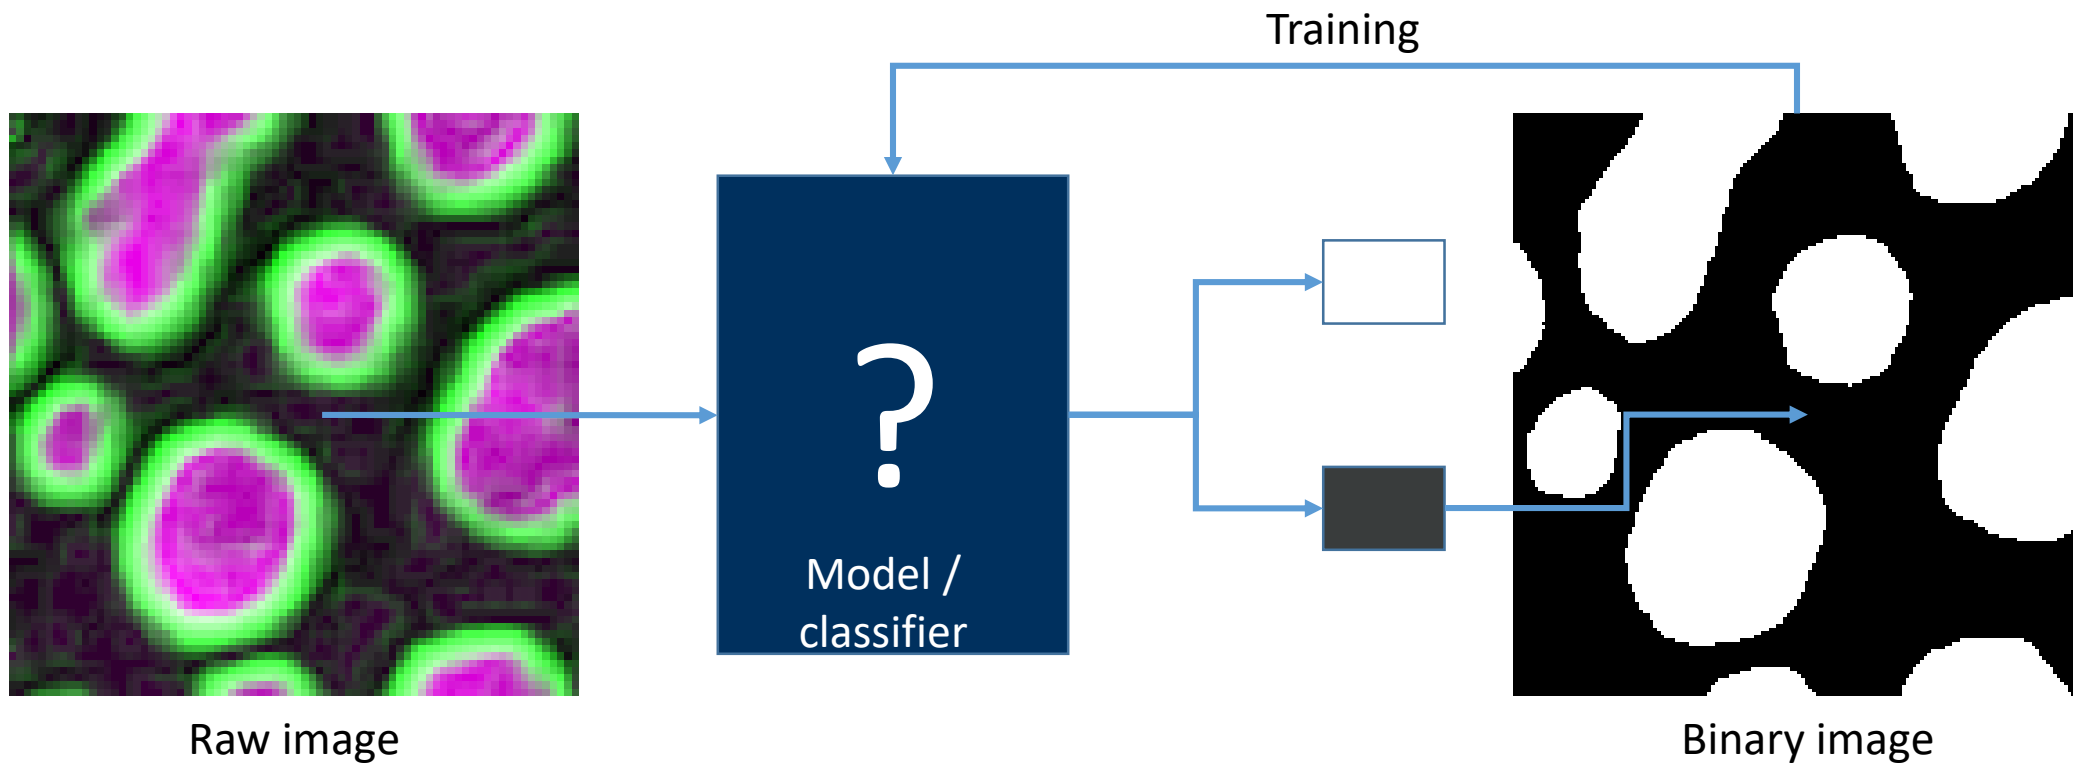 Training
?
Model /
classifier
Raw image
Binary image